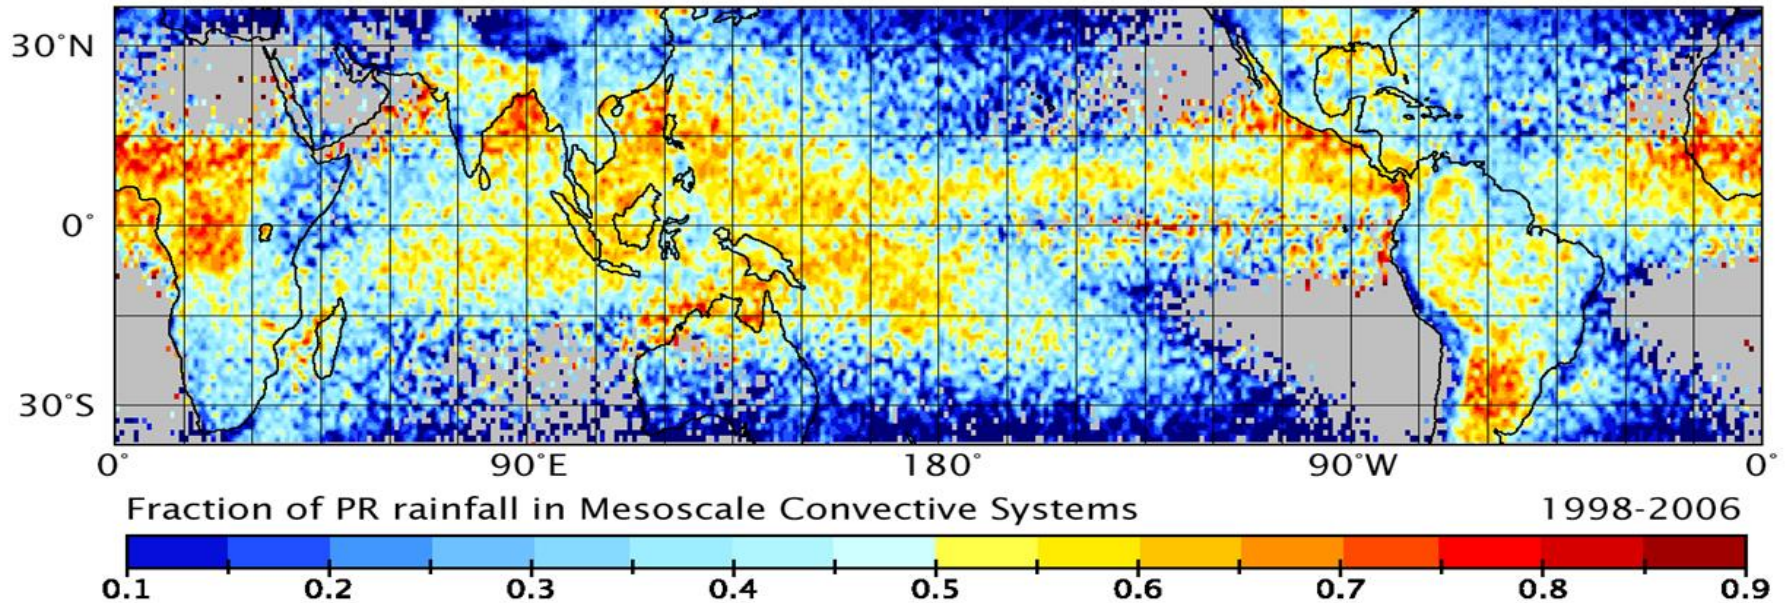 30°N
0°
30°S
0° 90°E 180° 90°W 0°
Fraction of PR rainfall in Mesoscale Convective Systems 1998-2006
0.1 0.2 0.3 0.4 0.5 0.6 0.7 0.8 0.9